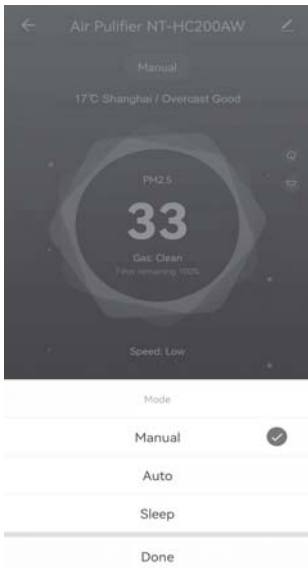 Air Pulifier NT-HC200AW
Manual
17℃ Shanghai / Overcast Good
PM2.5
33
Gas: Clean
Filter remaining: 100%
Speed: Low
Mode
Manual
Auto
Sleep
Done